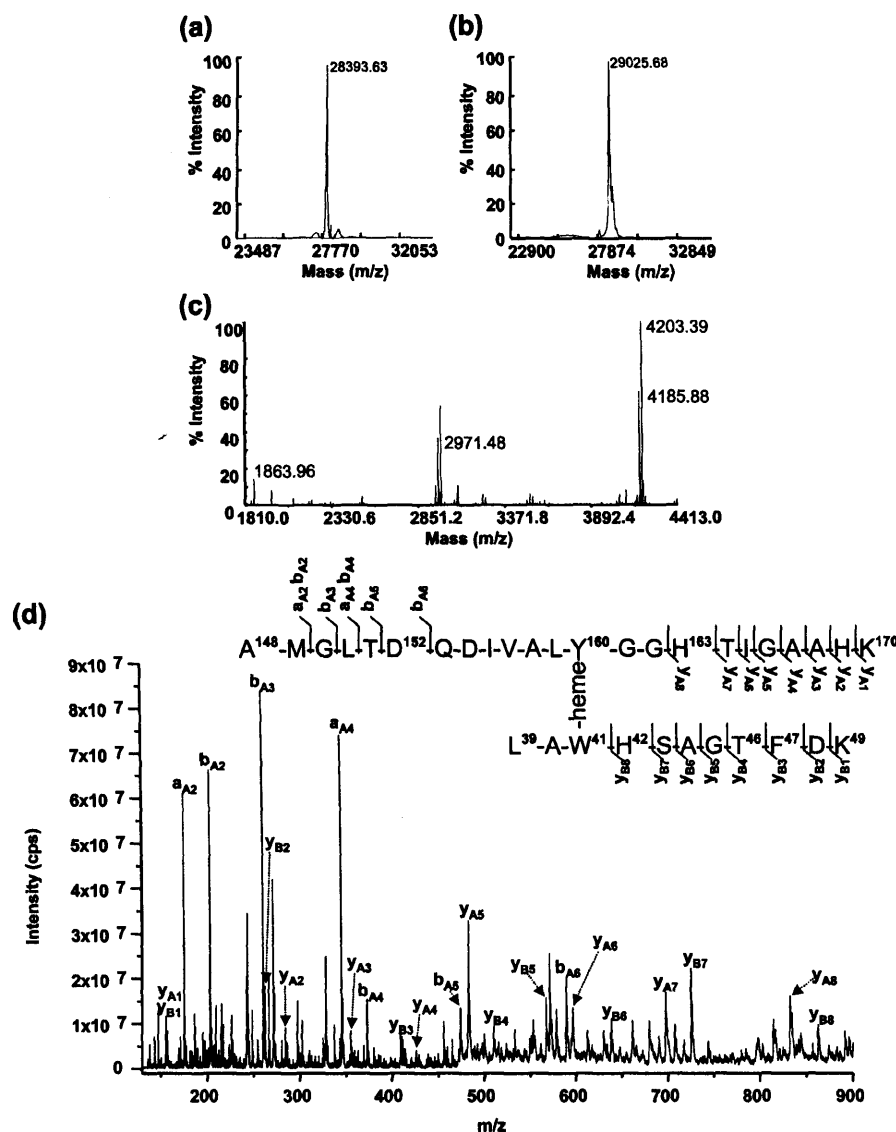 (a)
(b)
28393.63
29025.68
100
80
60
40
20
0
% Intensity
23487 27770 32053
Mass (m/z)
100
80
60
40
20
0
% Intensity
22900 27874 32849
Mass (m/z)
(c)
100
80
60
40
20
0
% Intensity
4203.39
4185.88
2971.48
1863.96
1810.0 2330.6 2851.2 3371.8 3892.4 4413.0
Mass (m/z)
(d)
aA2 bA2
bA3
aA4 bA4
bA5
bA6
A148-M-G-L-T-D152-Q-D-I-V-A-L-Y160-G-G-H163-T-I-G-A-A-H-K170
yA8 yA7 yA6 yA5 yA4 yA3 yA2 yA1
-heme
L39-A-W41-H42-S-A-G-T46-F47-D-K49
yB8 yB7 yB6 yB5 yB4 yB3 yB2 yB1
9x10 7
8x10 7
7x10 7
6x10 7
5x10 7
4x10 7
3x10 7
2x10 7
1x10 7
0
Intensity (cps)
bA3
aA4
bA2
aA2
yB2
yA1
yB1
yA2
yA3
bA4
yA4
yB3
bA5
yA5
yB4
yB5
bA6
yA6
yB6
yA7
yB7
yA8
yB8
200 300 400 500 600 700 800 900
m/z